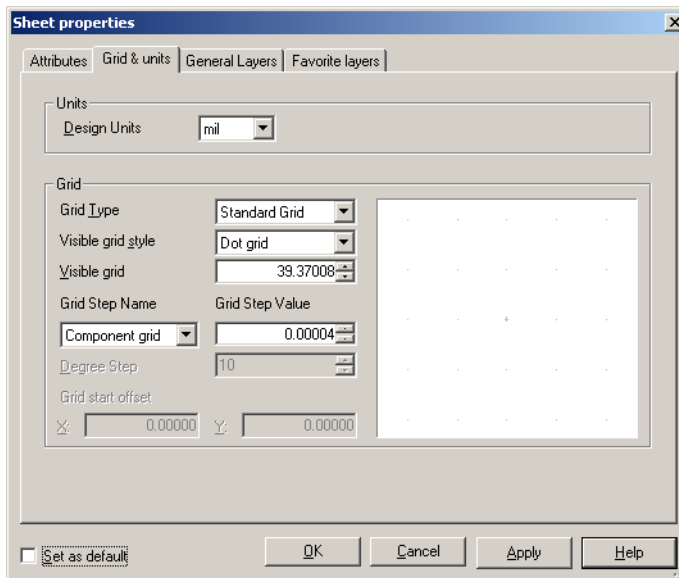 Sheet properties
Attributes Grid & units General Layers Favorite layers
Units
Design Units mil
Grid
Grid Type Standard Grid
Visible grid style Dot grid
Visible grid 39.37008
Grid Step Name Grid Step Value
Component grid 0.00004
Degree Step 10
Grid start offset
X: 0.00000 Y: 0.00000
Set as default OK Cancel Apply Help